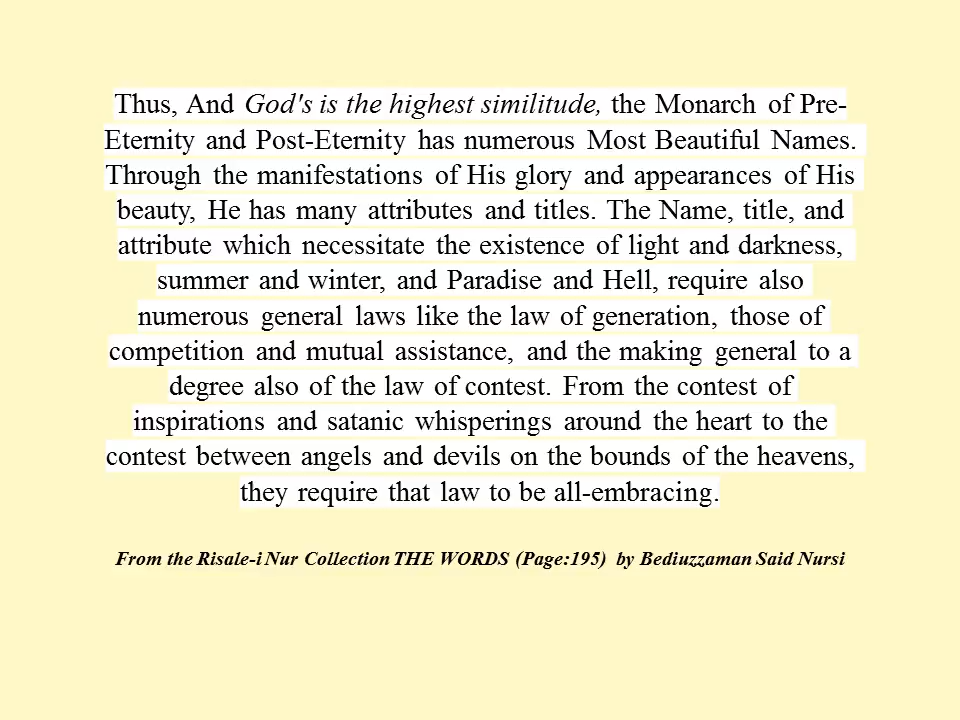 Thus, And God's is the highest similitude, the Monarch of Pre-
Eternity and Post-Eternity has numerous Most Beautiful Names.
Through the manifestations of His glory and appearances of His
beauty, He has many attributes and titles. The Name, title, and
attribute which necessitate the existence of light and darkness,
summer and winter, and Paradise and Hell, require also
numerous general laws like the law of generation, those of
competition and mutual assistance, and the making general to a
degree also of the law of contest. From the contest of
inspirations and satanic whisperings around the heart to the
contest between angels and devils on the bounds of the heavens,
they require that law to be all-embracing.
From the Risale-i Nur Collection THE WORDS (Page:195) by Bediuzzaman Said Nursi